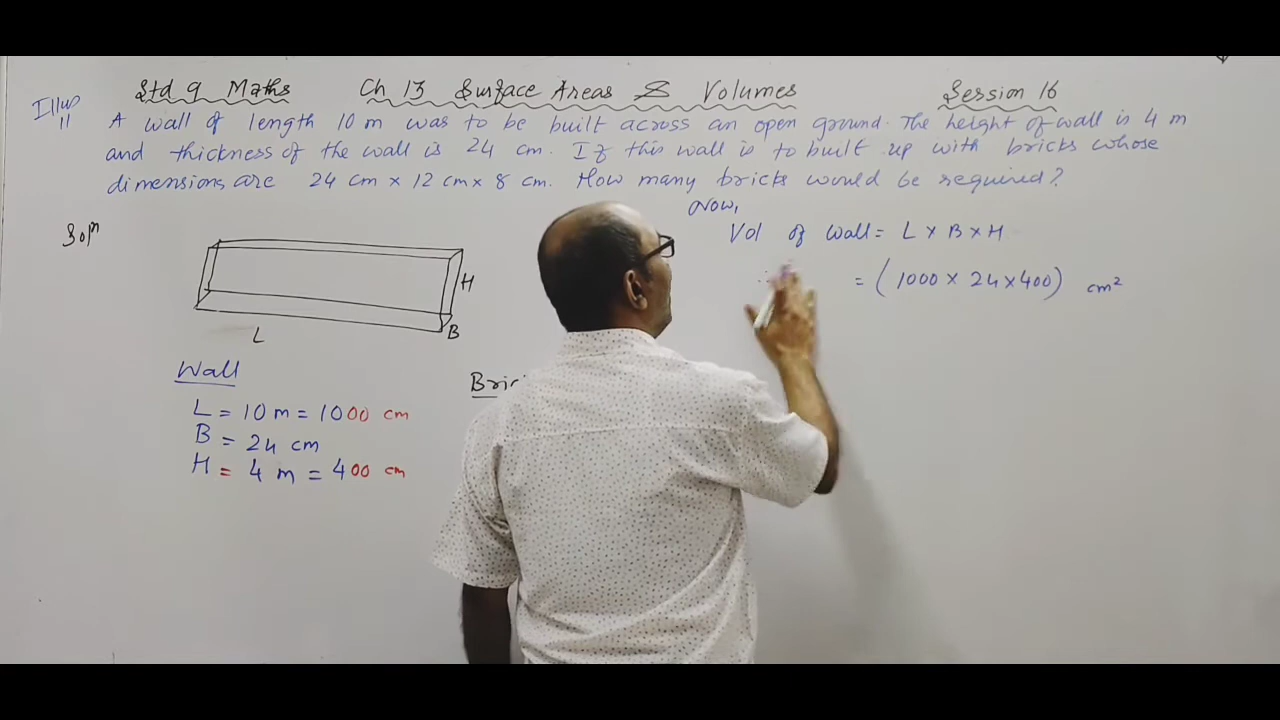 Std 9 Maths Ch 13 Surface Areas & Volumes Session 16
Illus 11
A wall of length 10 m was to be built across an open ground. The height of wall is 4 m
and thickness of the wall is 24 cm. If this wall is to built up with bricks whose
dimensions are 24 cm × 12 cm × 8 cm. How many bricks would be required?
Soln
H
B
L
Wall
L = 10 m = 1000 cm
B = 24 cm
H = 4 m = 400 cm
Now,
Vol of wall = L × B × H
= (1000 × 24 × 400) cm²